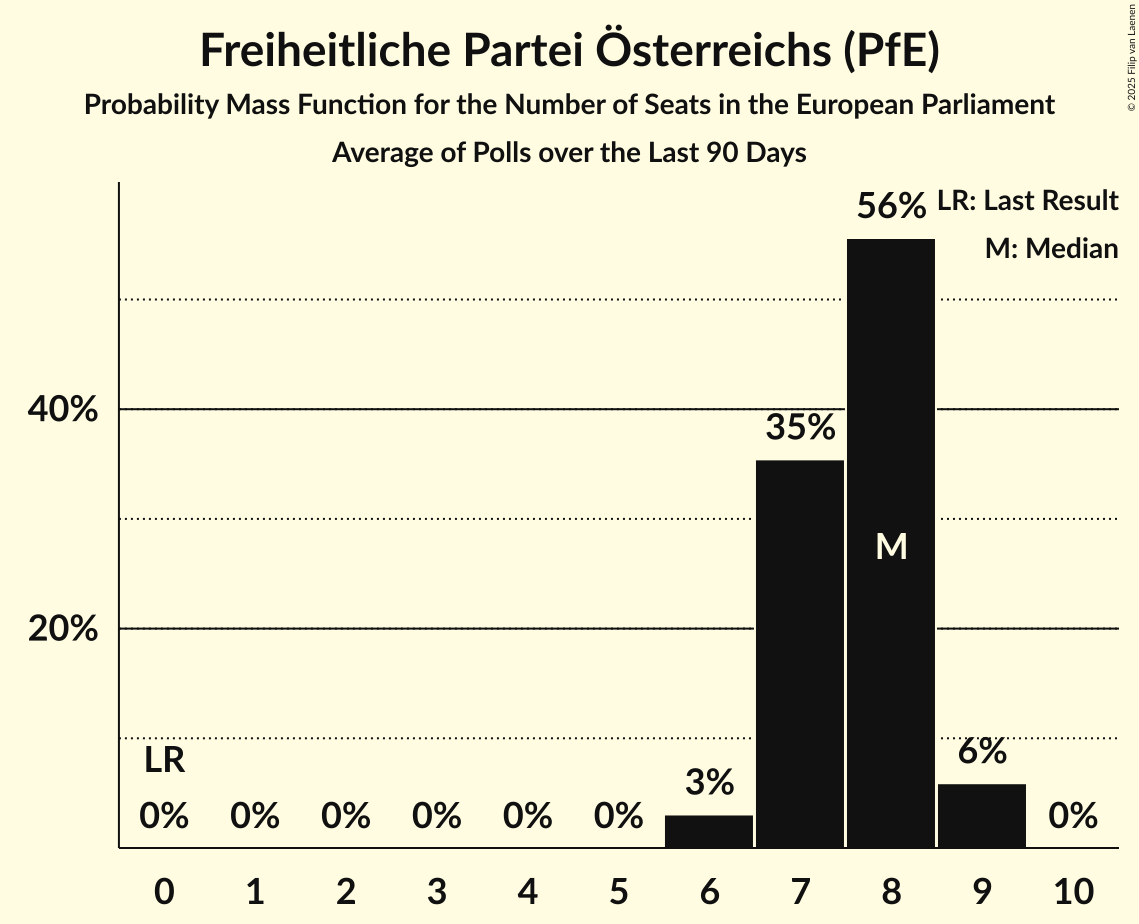 Freiheitliche Partei Österreichs (PfE)
Probability Mass Function for the Number of Seats in the European Parliament
Average of Polls over the Last 90 Days
© 2025 Filip van Laenen
LR: Last Result
M: Median
56%
40%
35%
M
20%
LR
6%
3%
0% 0% 0% 0% 0% 0% 0%
0 1 2 3 4 5 6 7 8 9 10